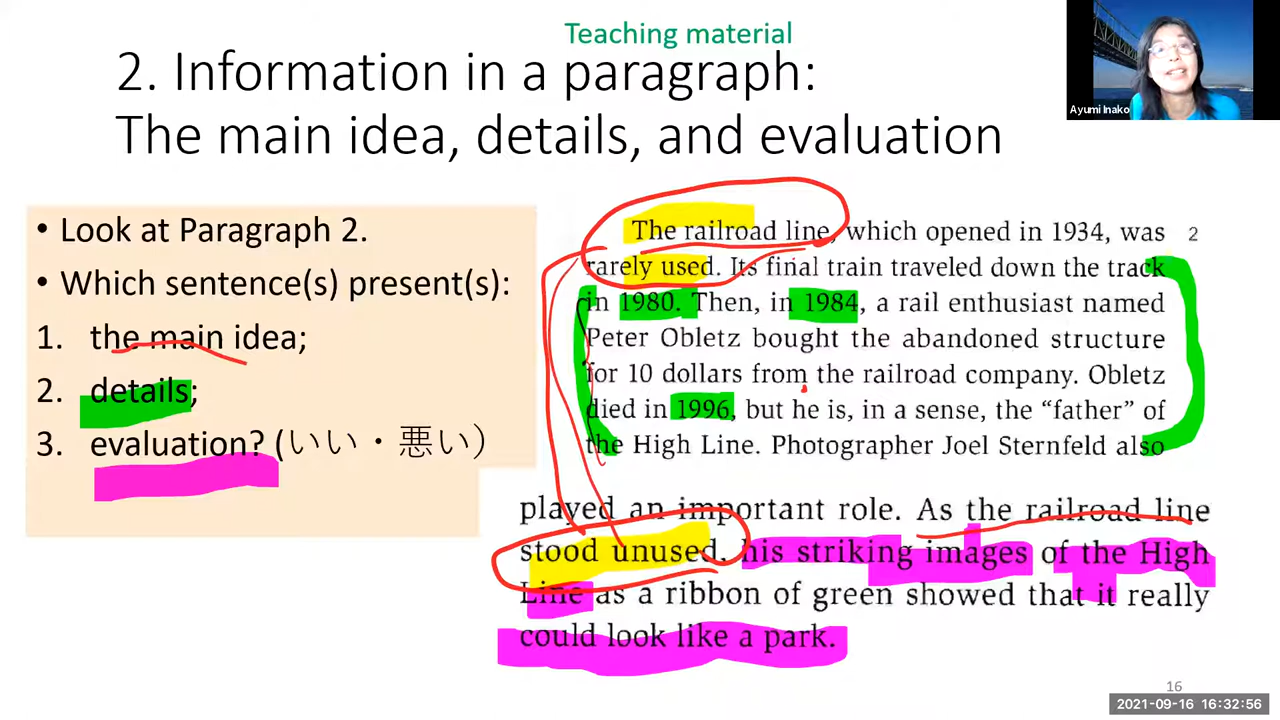 Teaching material
2. Information in a paragraph:
The main idea, details, and evaluation
Ayumi Inako
• Look at Paragraph 2.
• Which sentence(s) present(s):
1. the main idea;
2. details;
3. evaluation? (いい・悪い）
The railroad line, which opened in 1934, was 2
rarely used. Its final train traveled down the track
in 1980. Then, in 1984, a rail enthusiast named
Peter Obletz bought the abandoned structure
for 10 dollars from the railroad company. Obletz
died in 1996, but he is, in a sense, the “father” of
the High Line. Photographer Joel Sternfeld also
played an important role. As the railroad line
stood unused, his striking images of the High
Line as a ribbon of green showed that it really
could look like a park.
16
2021-09-16 16:32:56